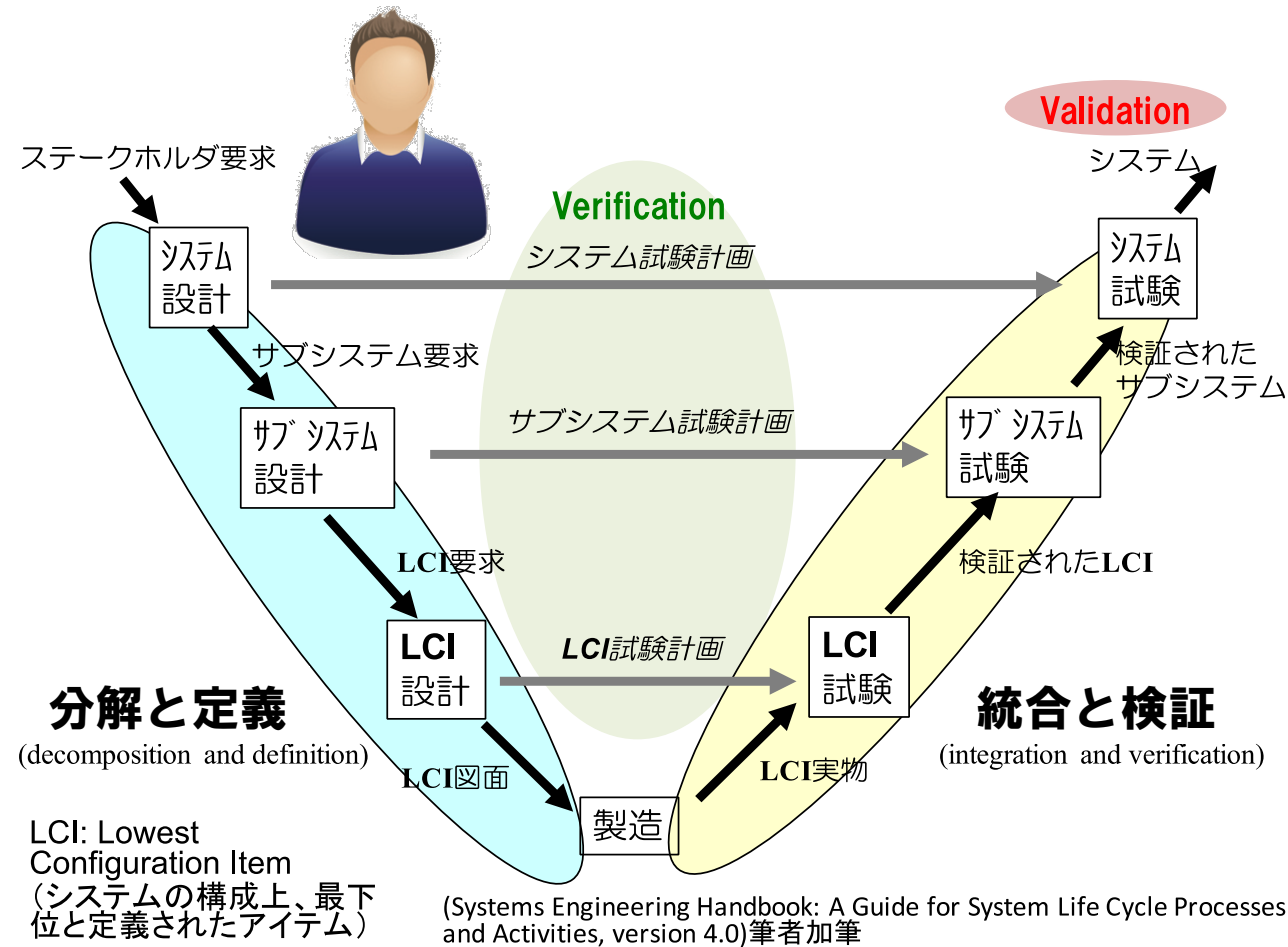 Validation
ステークホルダ要求
システム
Verification
システム試験計画
システム
設計
システム
試験
サブシステム要求
検証された
サブシステム
サブシステム試験計画
サブシステム
設計
サブシステム
試験
LCI要求
検証されたLCI
LCI試験計画
LCI
設計
LCI
試験
分解と定義
(decomposition and definition)
統合と検証
(integration and verification)
LCI図面
LCI実物
製造
LCI: Lowest
Configuration Item
(システムの構成上、最下
位と定義されたアイテム)
(Systems Engineering Handbook: A Guide for System Life Cycle Processes
and Activities, version 4.0)筆者加筆